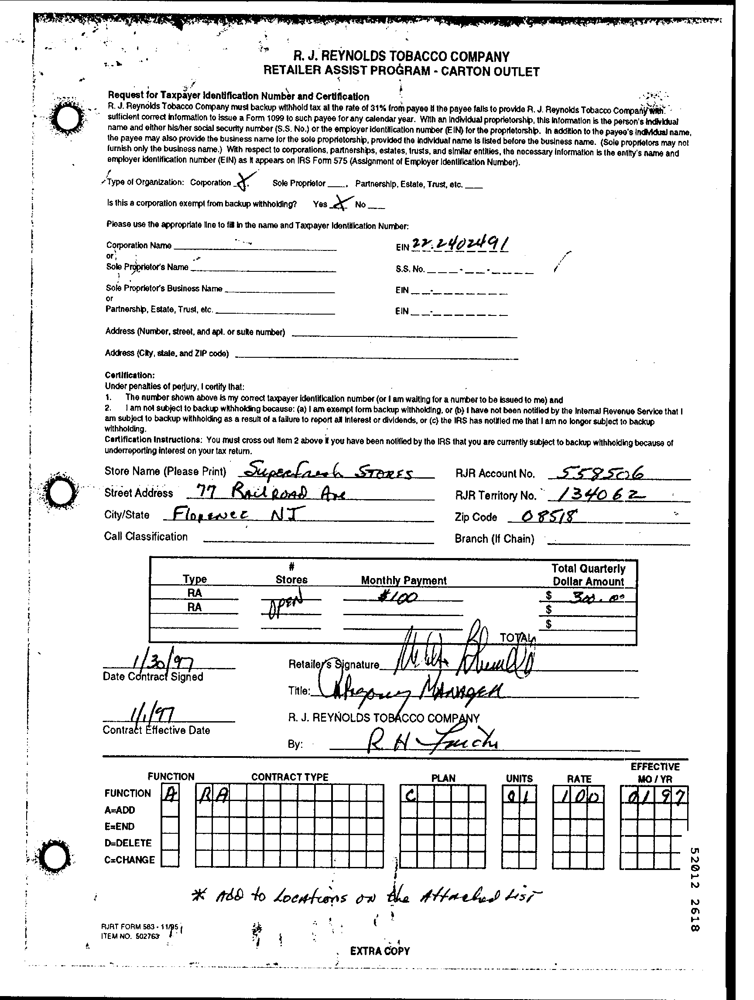 R. J. REYNOLDS TOBACCO COMPANY
RETAILER ASSIST PROGRAM - CARTON OUTLET
Request for Taxpayer Identification Number and Certification
R. J. Reynolds Tobacco Company must backup withhold tax at the rate of 31% from payee if the payee fails to provide R. J. Reynolds Tobacco Company with
sufficient correct information to issue a Form 1099 to such payee for any calendar year. With an individual proprietorship, this information is the person's individual
name and either his/her social security number (S.S. No.) or the employer identification number (EIN) for the proprietorship. In addition to the payee's individual name,
the payee may also provide the business name for the sole proprietorship, provided the individual name is listed before the business name. (Sole proprietors may not
furnish only the business name.) With respect to corporations, partnerships, estates, trusts, and similar entities, the necessary information is the entity's name and
employer identification number (EIN) as it appears on IRS Form 575 (Assignment of Employer Identification Number).
Type of Organization: Corporation X Sole Proprietor ____, Partnership, Estate, Trust, etc. ____
Is this a corporation exempt from backup withholding? Yes X No ____
Please use the appropriate line to fill in the name and Taxpayer Identification Number:
Corporation Name EIN 22-2402491
or
Sole Proprietor's Name S.S. No. ___-__-____
Sole Proprietor's Business Name EIN __-_______
or
Partnership, Estate, Trust, etc. EIN __-_______
Address (Number, street, and apt. or suite number)
Address (City, state, and ZIP code)
Certification:
Under penalties of perjury, I certify that:
1. The number shown above is my correct taxpayer identification number (or I am waiting for a number to be issued to me) and
2. I am not subject to backup withholding because: (a) I am exempt form backup withholding, or (b) I have not been notified by the Internal Revenue Service that I
am subject to backup withholding as a result of a failure to report all interest or dividends, or (c) the IRS has notified me that I am no longer subject to backup
withholding.
Certification Instructions: You must cross out item 2 above if you have been notified by the IRS that you are currently subject to backup withholding because of
underreporting interest on your tax return.
Store Name (Please Print) Superfresh STORES RJR Account No. 558506
Street Address 77 Railroad Ave RJR Territory No. 134062
City/State Florence NJ Zip Code 08518
Call Classification Branch (If Chain)
Type # Stores Monthly Payment Total Quarterly Dollar Amount
RA $100 $ 300.00
RA OPEN $
$
TOTAL
1/30/97 Retailer's Signature
Date Contract Signed
Title: Category MANAGER
1/1/97 R. J. REYNOLDS TOBACCO COMPANY
Contract Effective Date
By: R H
FUNCTION CONTRACT TYPE PLAN UNITS RATE EFFECTIVE MO / YR
FUNCTION A RA C 01 100 01 97
A=ADD
E=END
D=DELETE
C=CHANGE
* Add to Locations on the Attached List
RJRT FORM 583 - 11/95
ITEM NO. 502763
EXTRA COPY
52012 2618